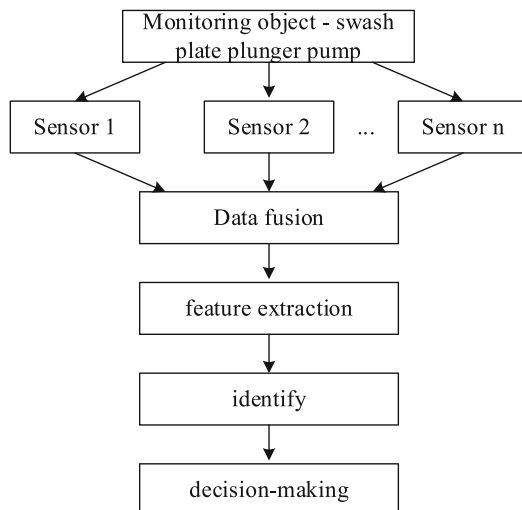 Monitoring object - swash
plate plunger pump
Sensor 1
Sensor 2
...
Sensor n
Data fusion
feature extraction
identify
decision-making